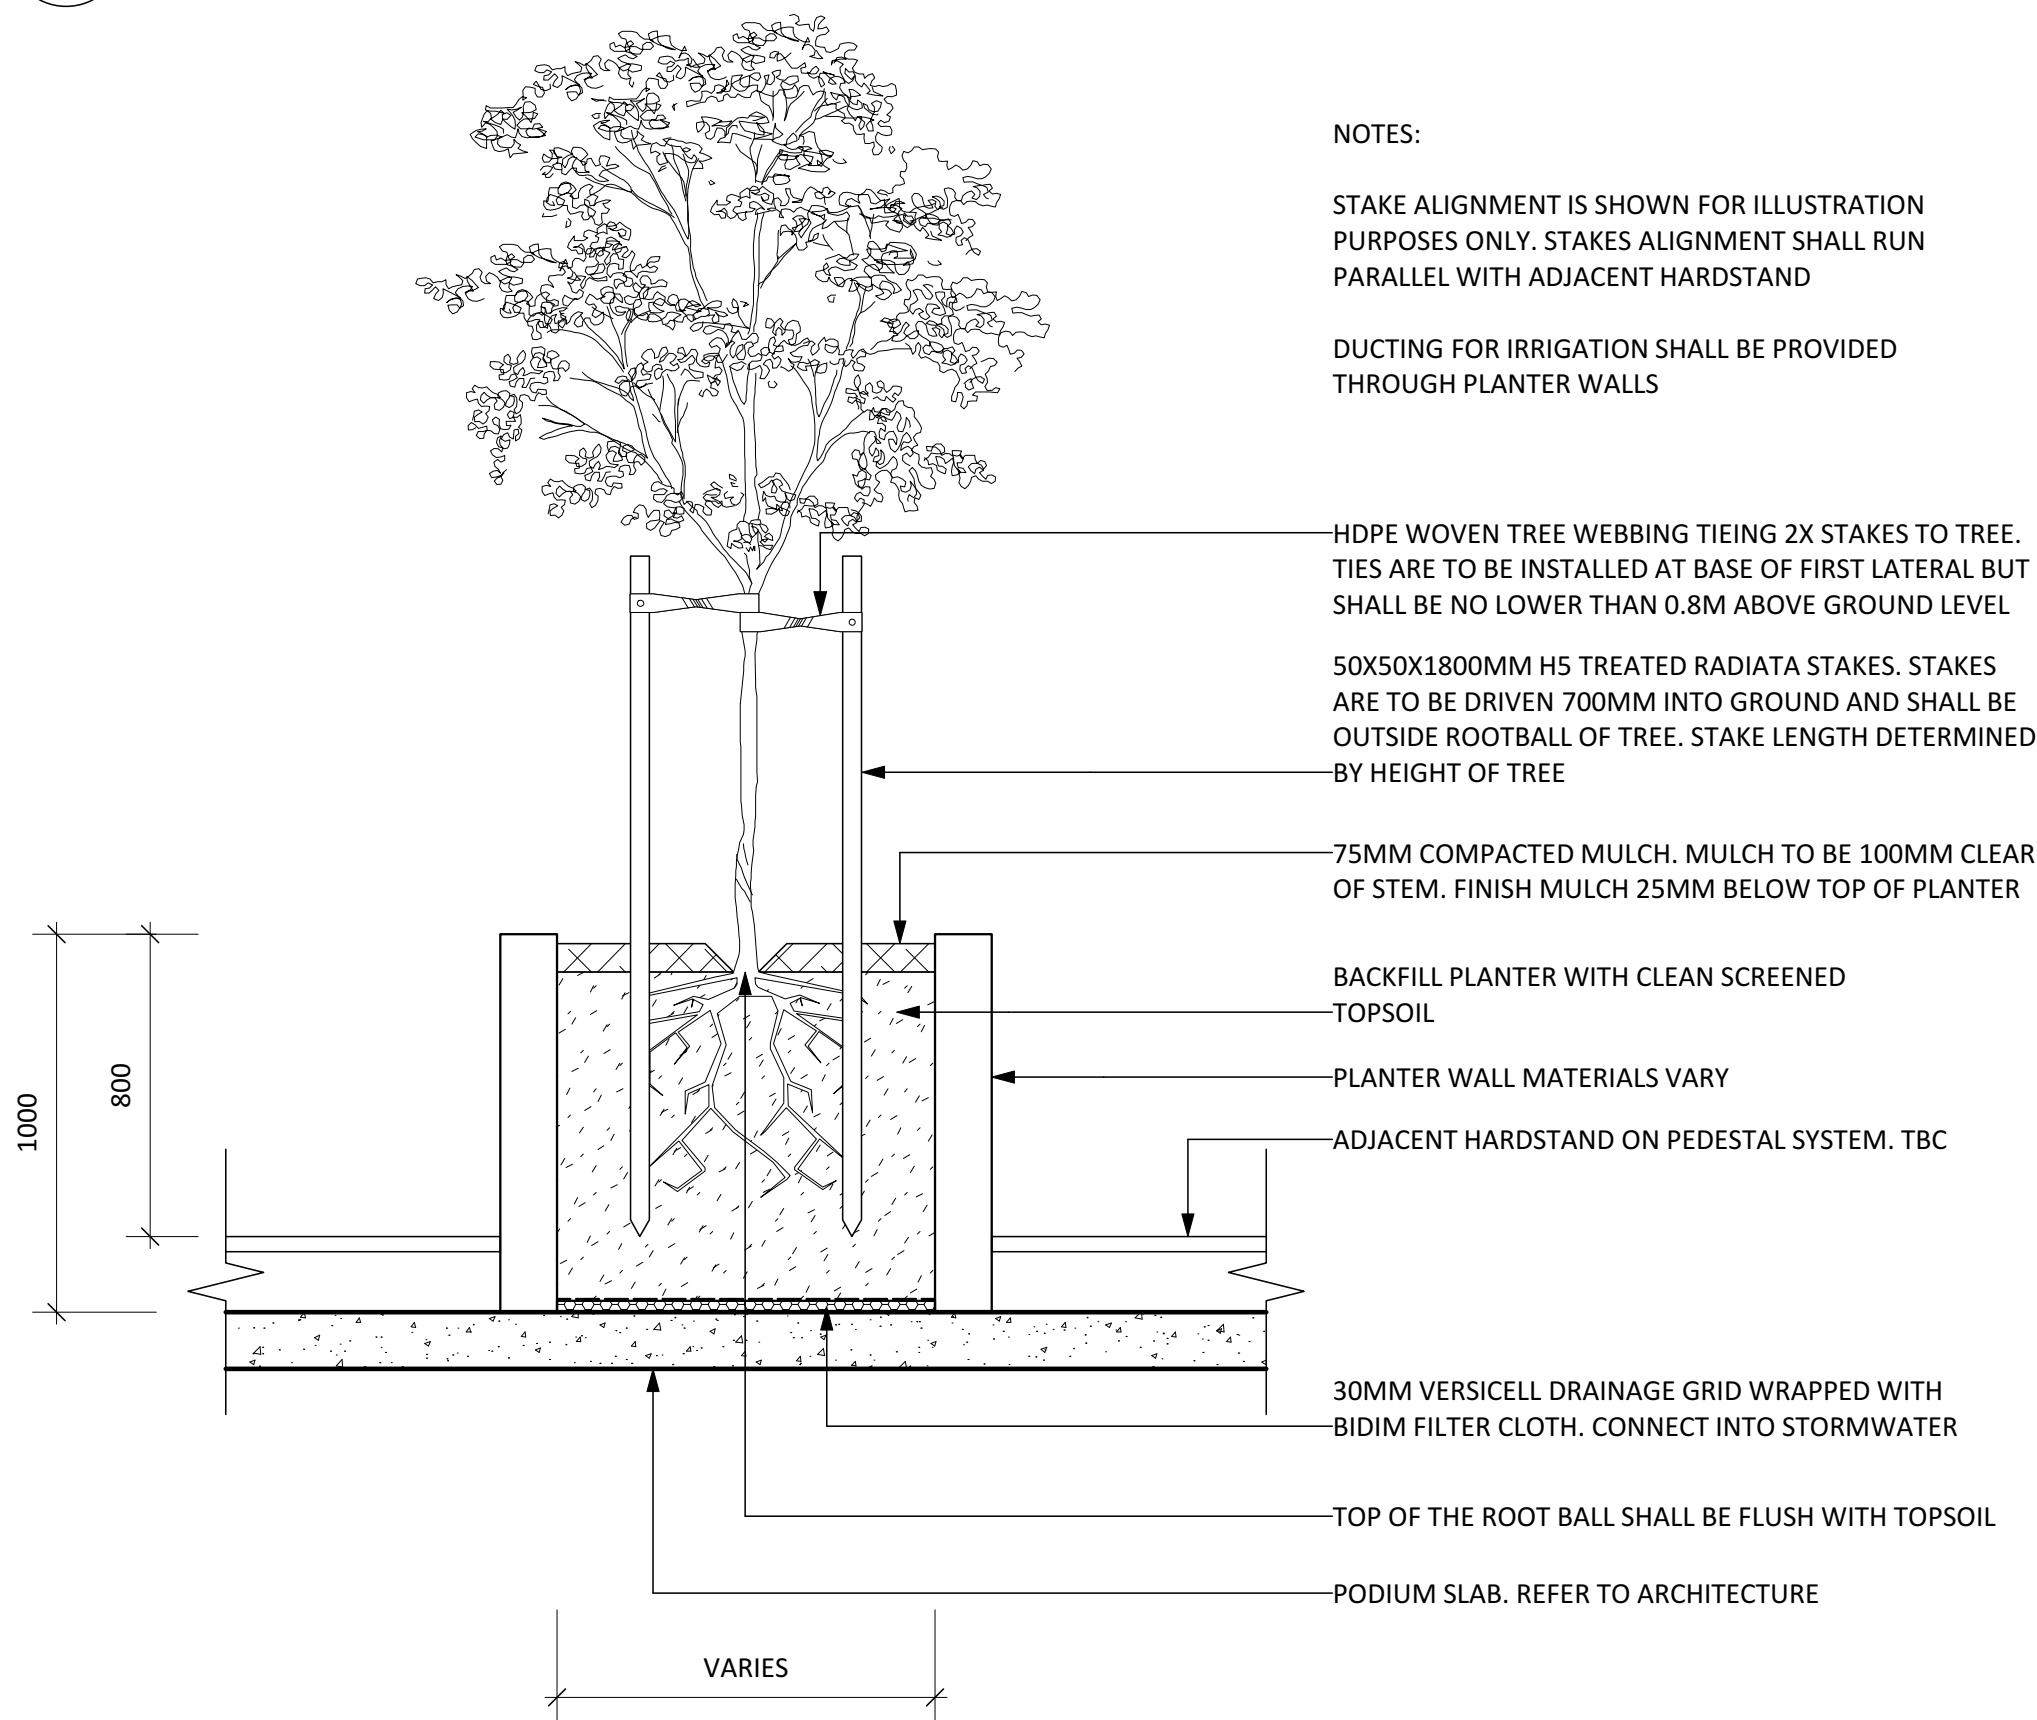 NOTES:
STAKE ALIGNMENT IS SHOWN FOR ILLUSTRATION
PURPOSES ONLY. STAKES ALIGNMENT SHALL RUN
PARALLEL WITH ADJACENT HARDSTAND
DUCTING FOR IRRIGATION SHALL BE PROVIDED
THROUGH PLANTER WALLS
HDPE WOVEN TREE WEBBING TIEING 2X STAKES TO TREE.
TIES ARE TO BE INSTALLED AT BASE OF FIRST LATERAL BUT
SHALL BE NO LOWER THAN 0.8M ABOVE GROUND LEVEL
50X50X1800MM H5 TREATED RADIATA STAKES. STAKES
ARE TO BE DRIVEN 700MM INTO GROUND AND SHALL BE
OUTSIDE ROOTBALL OF TREE. STAKE LENGTH DETERMINED
BY HEIGHT OF TREE
75MM COMPACTED MULCH. MULCH TO BE 100MM CLEAR
OF STEM. FINISH MULCH 25MM BELOW TOP OF PLANTER
BACKFILL PLANTER WITH CLEAN SCREENED
TOPSOIL
PLANTER WALL MATERIALS VARY
ADJACENT HARDSTAND ON PEDESTAL SYSTEM. TBC
1000
800
30MM VERSICELL DRAINAGE GRID WRAPPED WITH
BIDIM FILTER CLOTH. CONNECT INTO STORMWATER
TOP OF THE ROOT BALL SHALL BE FLUSH WITH TOPSOIL
PODIUM SLAB. REFER TO ARCHITECTURE
VARIES